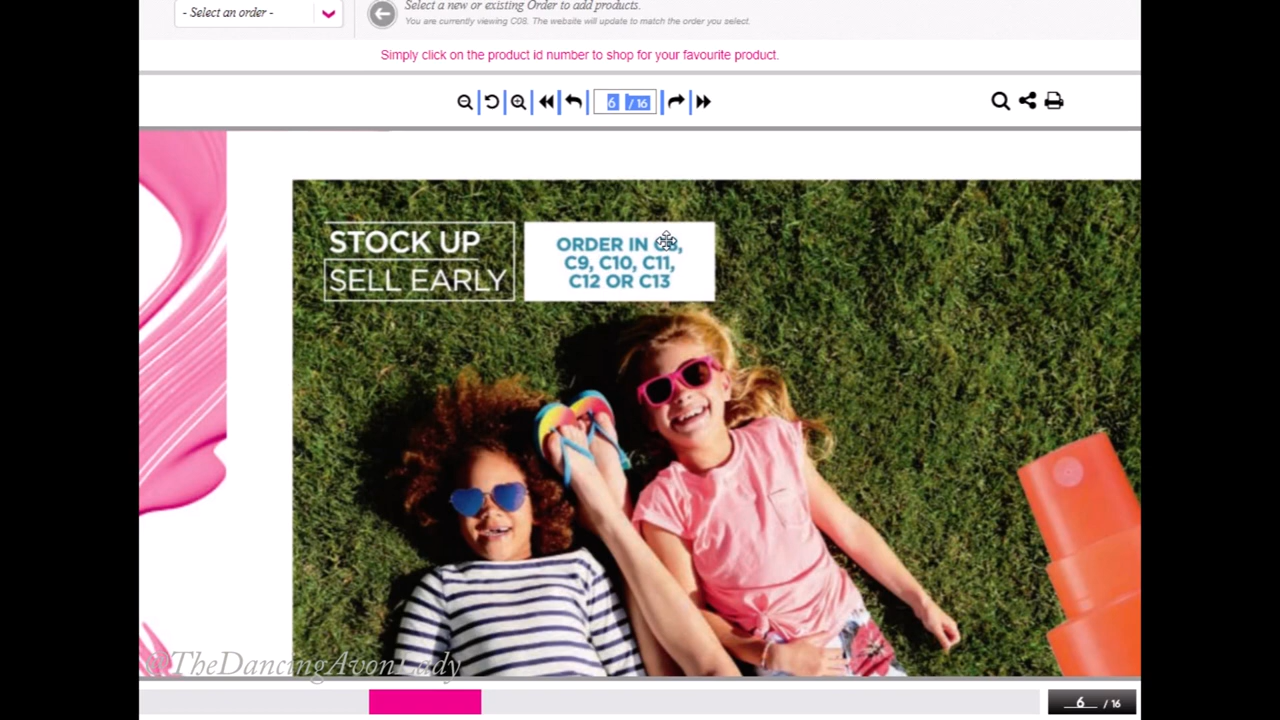 - Select an order -
Select a new or existing Order to add products.
You are currently viewing C08. The website will update to match the order you select.
Simply click on the product id number to shop for your favourite product.
6 / 16
STOCK UP
SELL EARLY
ORDER IN C8,
C9, C10, C11,
C12 OR C13
@TheDancingAvonLady
6 / 16